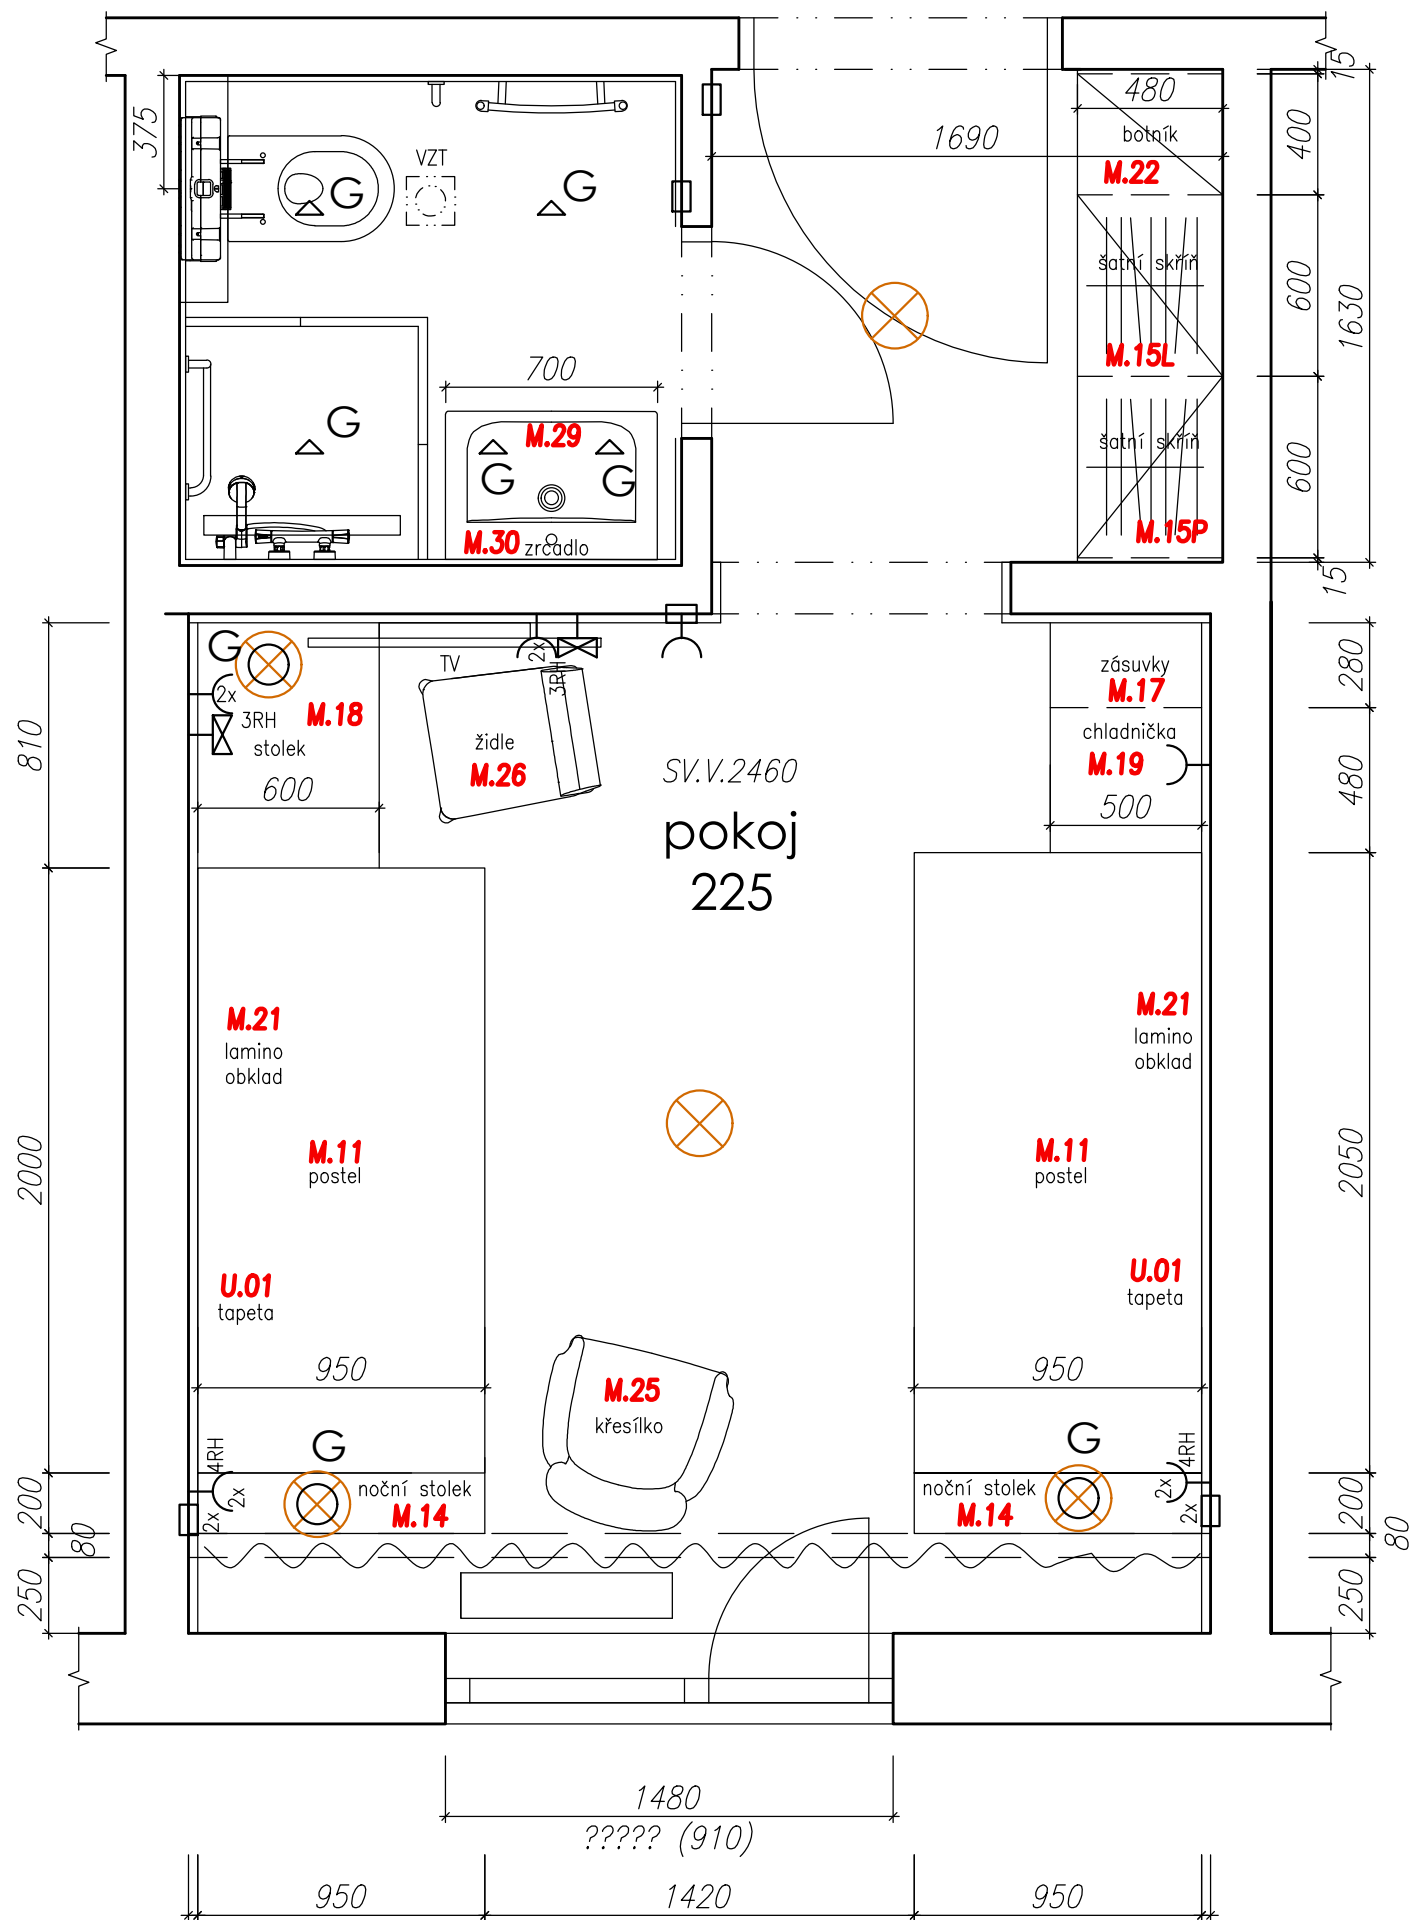 15
480
400
375
1690
botník
VZT
G
G
M.22
šatní skříň
600
1630
M.15L
700
G
M.29
šatní skříň
G
G
600
M.30
zrcadlo
M.15P
15
G
TV
2x
3RH
2x
3RH
stolek
M.18
810
600
židle
M.26
SV.V.2460
pokoj
225
zásuvky
M.17
chladnička
M.19
500
280
480
M.21
lamino
obklad
M.21
lamino
obklad
2000
M.11
postel
M.11
postel
2050
U.01
tapeta
U.01
tapeta
950
M.25
křesílko
950
G
G
4RH
2x
2x
noční stolek
M.14
noční stolek
M.14
4RH
2x
2x
200
80
250
200
80
250
1480
????? (910)
950
1420
950